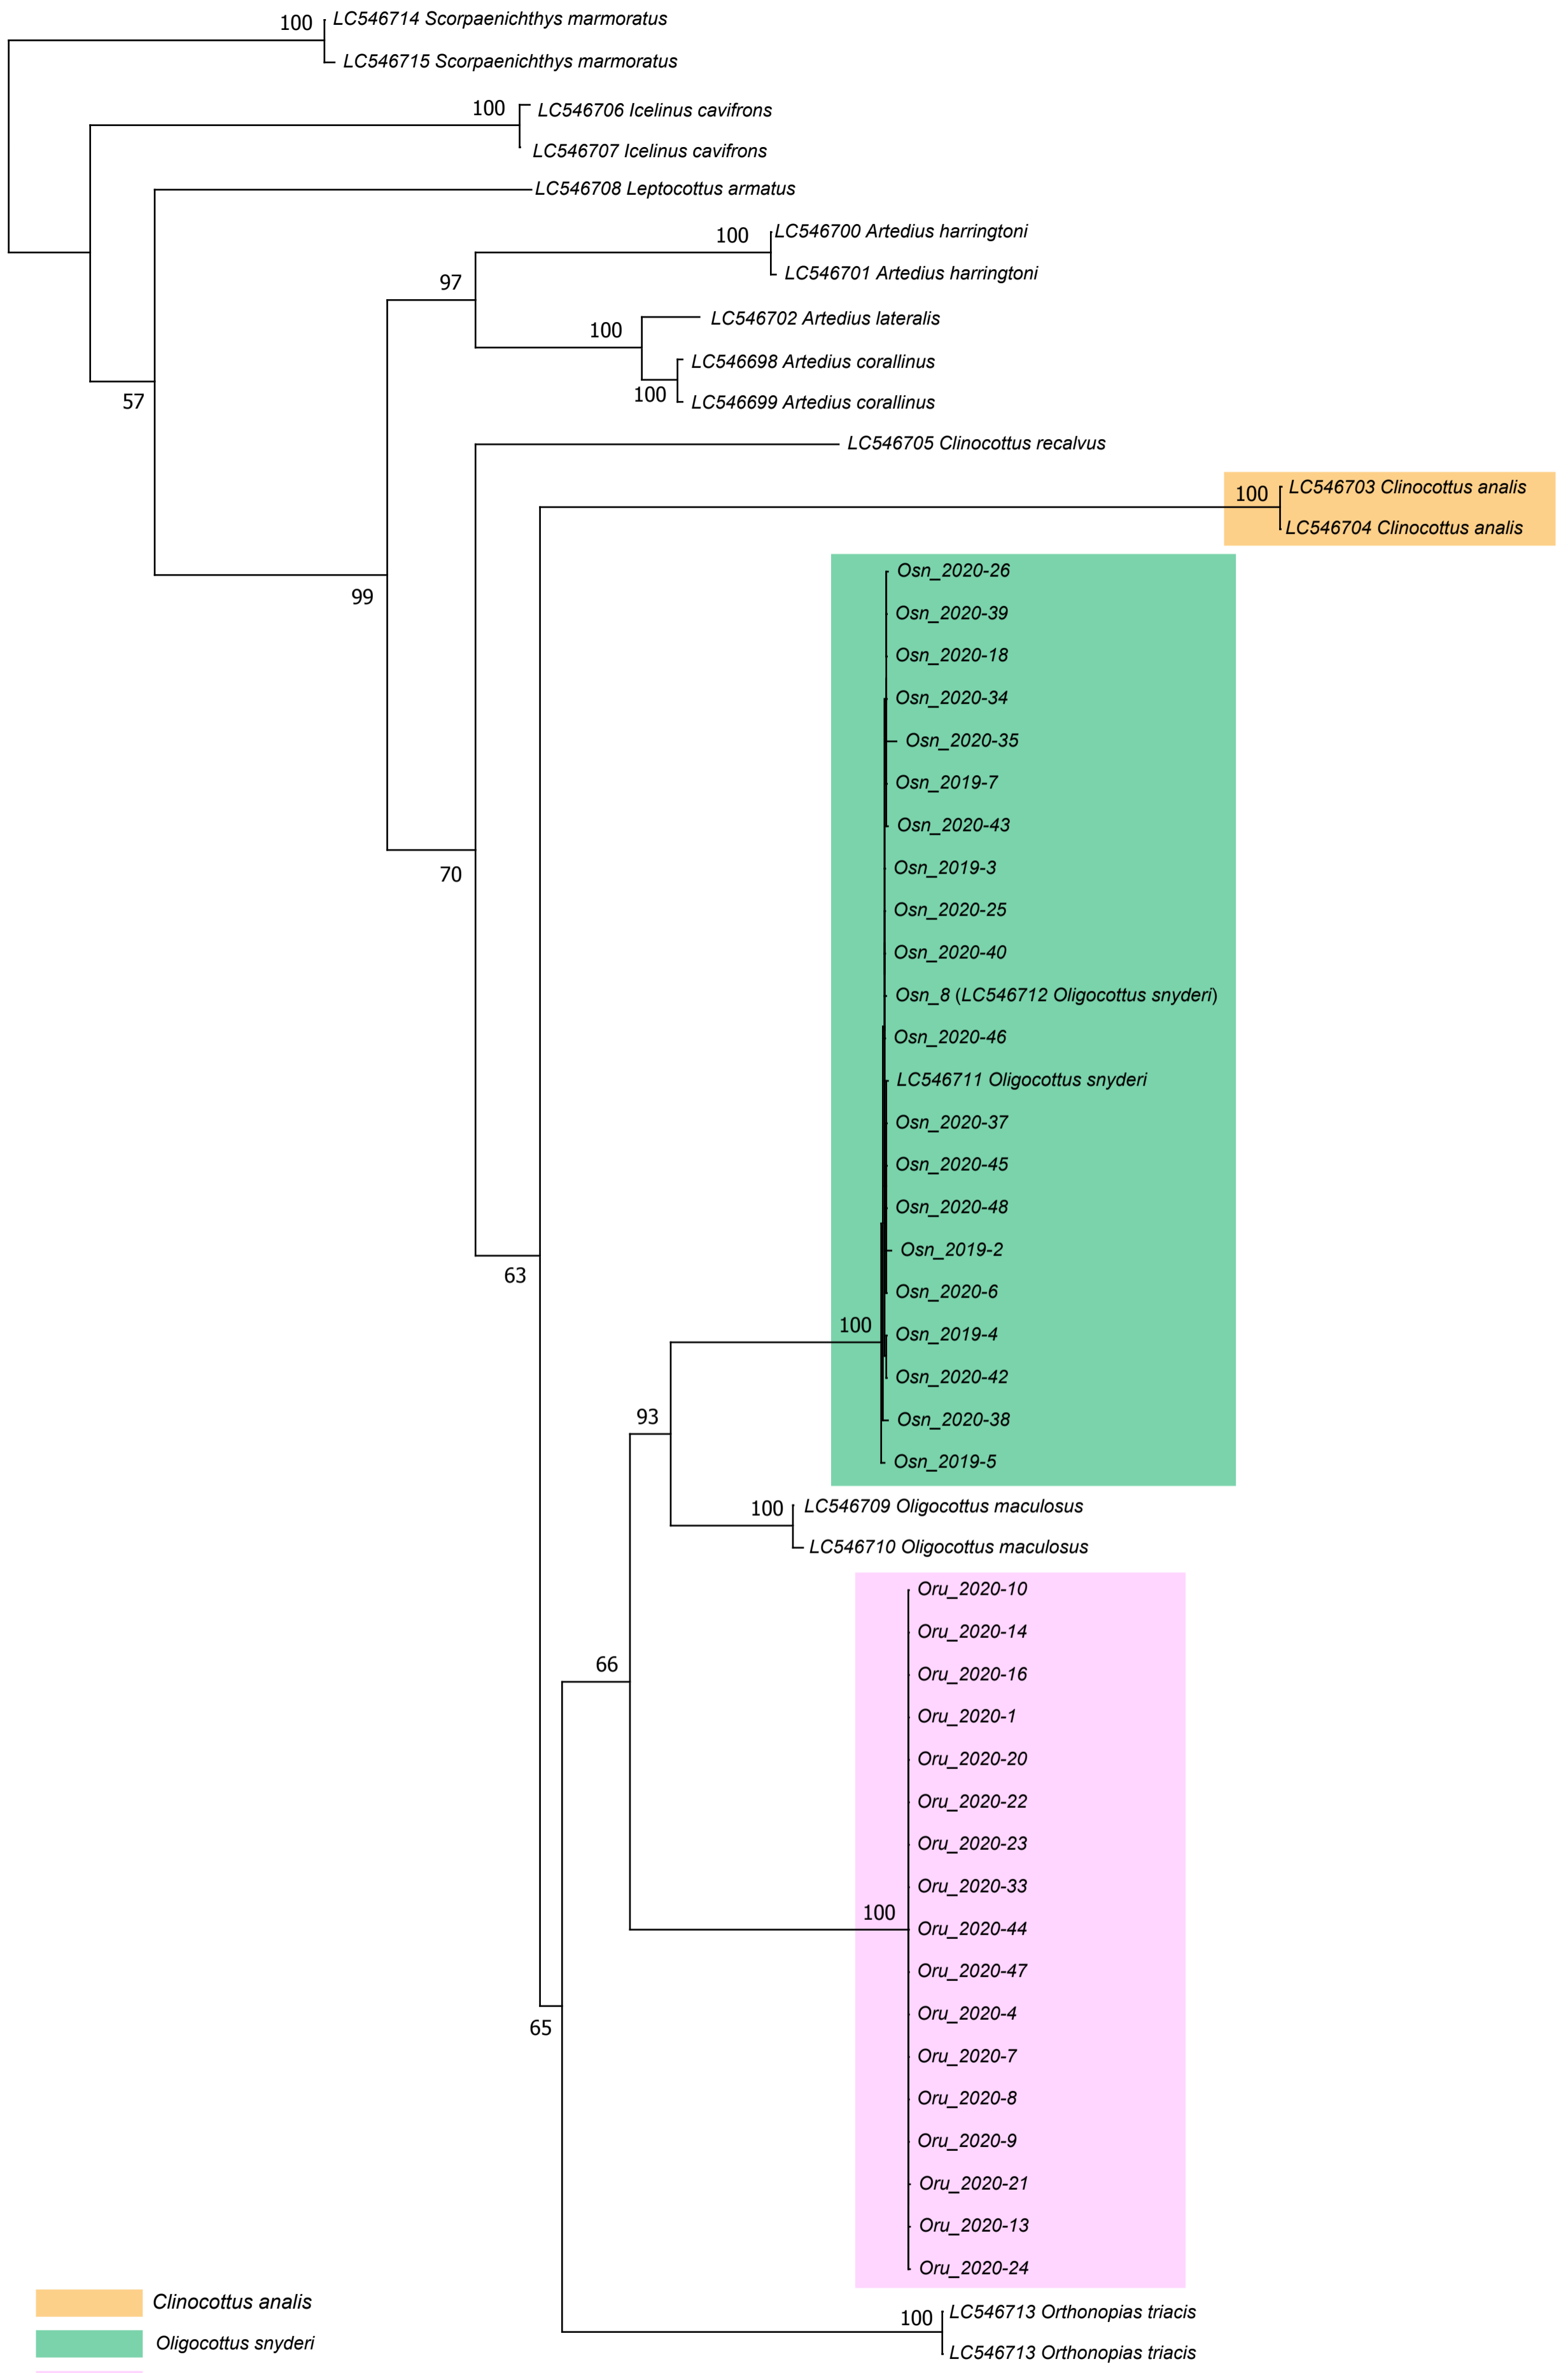 100
LC546714 Scorpaenichthys marmoratus
LC546715 Scorpaenichthys marmoratus
100
LC546706 Icelinus cavifrons
LC546707 Icelinus cavifrons
LC546708 Leptocottus armatus
100
LC546700 Artedius harringtoni
LC546701 Artedius harringtoni
97
LC546702 Artedius lateralis
100
LC546698 Artedius corallinus
100
LC546699 Artedius corallinus
57
LC546705 Clinocottus recalvus
100
LC546703 Clinocottus analis
LC546704 Clinocottus analis
Osn_2020-26
99
Osn_2020-39
Osn_2020-18
Osn_2020-34
Osn_2020-35
Osn_2019-7
Osn_2020-43
70
Osn_2019-3
Osn_2020-25
Osn_2020-40
Osn_8 (LC546712 Oligocottus snyderi)
Osn_2020-46
LC546711 Oligocottus snyderi
Osn_2020-37
Osn_2020-45
Osn_2020-48
Osn_2019-2
63
Osn_2020-6
100
Osn_2019-4
Osn_2020-42
93
Osn_2020-38
Osn_2019-5
100
LC546709 Oligocottus maculosus
LC546710 Oligocottus maculosus
Oru_2020-10
Oru_2020-14
66
Oru_2020-16
Oru_2020-1
Oru_2020-20
Oru_2020-22
Oru_2020-23
Oru_2020-33
100
Oru_2020-44
Oru_2020-47
65
Oru_2020-4
Oru_2020-7
Oru_2020-8
Oru_2020-9
Oru_2020-21
Oru_2020-13
Oru_2020-24
100
LC546713 Orthonopias triacis
LC546713 Orthonopias triacis
Clinocottus analis
Oligocottus snyderi